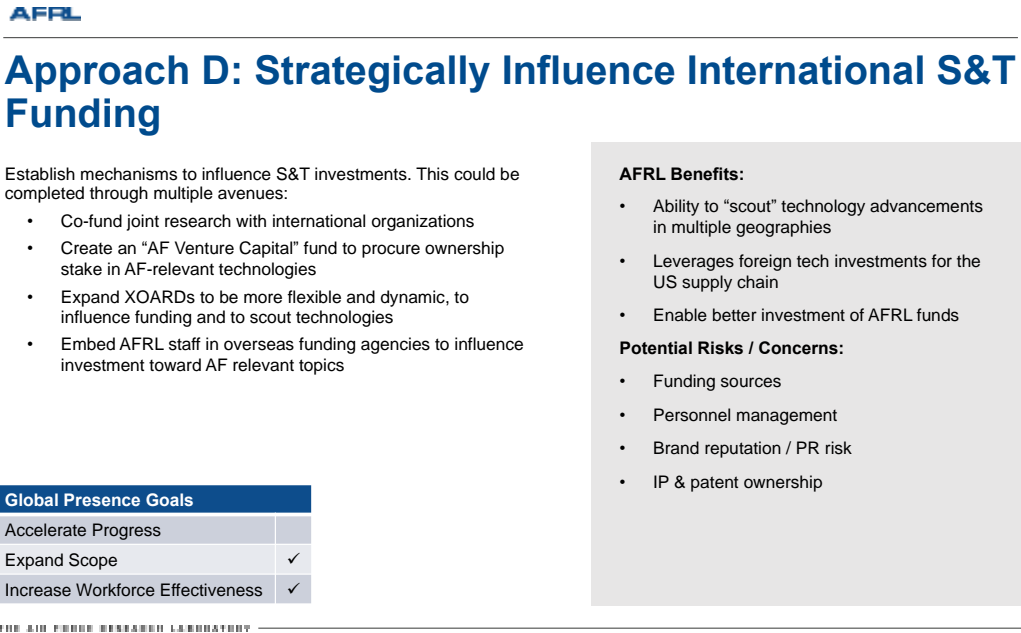 AFRL
Approach D: Strategically Influence International S&T
Funding
Establish mechanisms to influence S&T investments. This could be
completed through multiple avenues:
• Co-fund joint research with international organizations
• Create an “AF Venture Capital” fund to procure ownership
stake in AF-relevant technologies
• Expand XOARDs to be more flexible and dynamic, to
influence funding and to scout technologies
• Embed AFRL staff in overseas funding agencies to influence
investment toward AF relevant topics
AFRL Benefits:
• Ability to “scout” technology advancements
in multiple geographies
• Leverages foreign tech investments for the
US supply chain
• Enable better investment of AFRL funds
Potential Risks / Concerns:
• Funding sources
• Personnel management
• Brand reputation / PR risk
• IP & patent ownership
Global Presence Goals
Accelerate Progress
Expand Scope ✓
Increase Workforce Effectiveness ✓
THE AIR FORCE RESEARCH LABORATORY